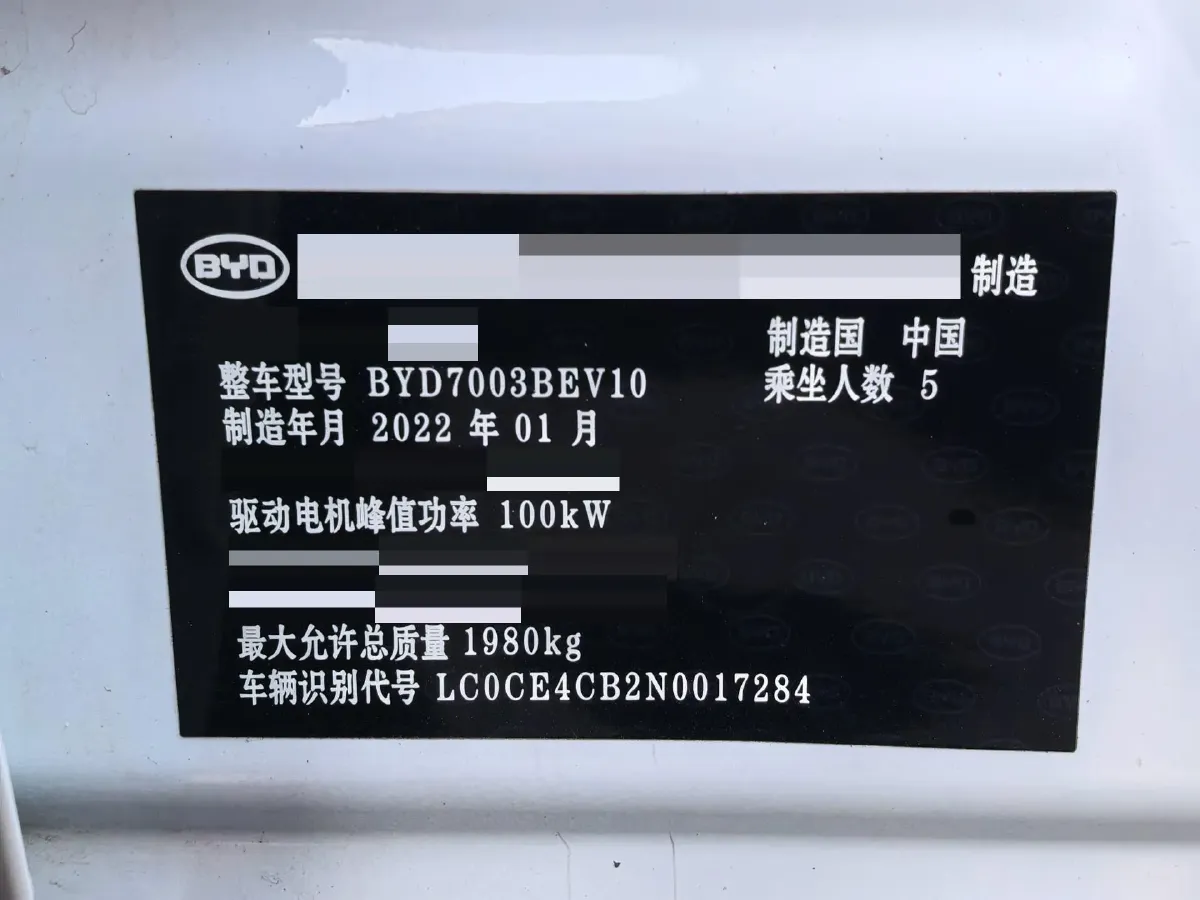 BYD 制造
制造国 中国
整车型号 BYD7003BEV10 乘坐人数 5
制造年月 2022 年 01 月
驱动电机峰值功率 100kW
最大允许总质量 1980kg
车辆识别代号 LC0CE4CB2N0017284